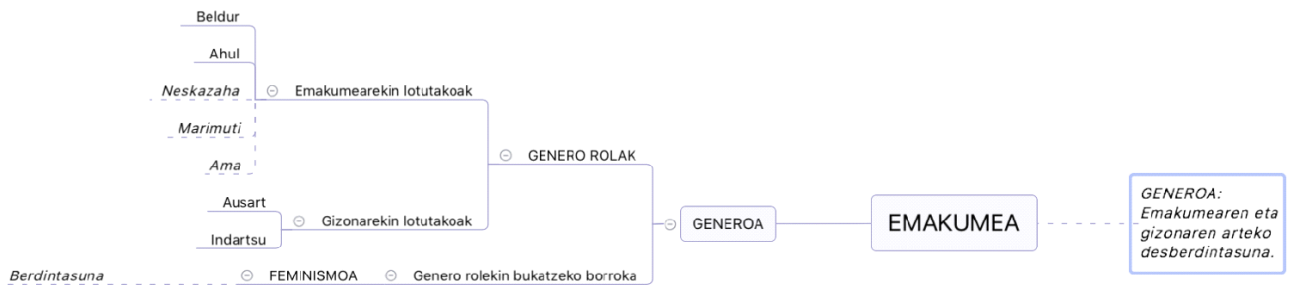 Beldur
Ahul
Neskazaha
Emakumearekin lotutakoak
Marimuti
Ama
GENERO ROLAK
Ausart
Gizonarekin lotutakoak
Indartsu
GENEROA
EMAKUMEA
GENEROA:
Emakumearen eta
gizonaren arteko
desberdintasuna.
Berdintasuna
FEMINISMOA
Genero rolekin bukatzeko borroka